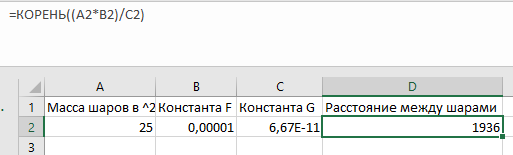 =КОРЕНЬ((A2*B2)/C2)
A B C D
1 Масса шаров в ^2 Константа F Константа G Расстояние между шарами
2 25 0,00001 6,67E-11 1936
3